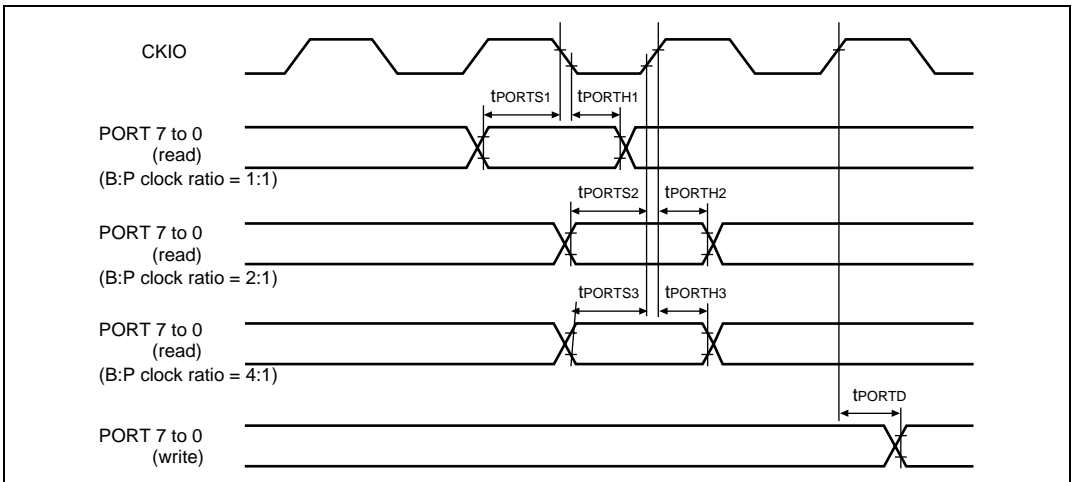 CKIO
tPORTS1 tPORTH1
PORT 7 to 0
(read)
(B:P clock ratio = 1:1)
tPORTS2 tPORTH2
PORT 7 to 0
(read)
(B:P clock ratio = 2:1)
tPORTS3 tPORTH3
PORT 7 to 0
(read)
(B:P clock ratio = 4:1)
tPORTD
PORT 7 to 0
(write)